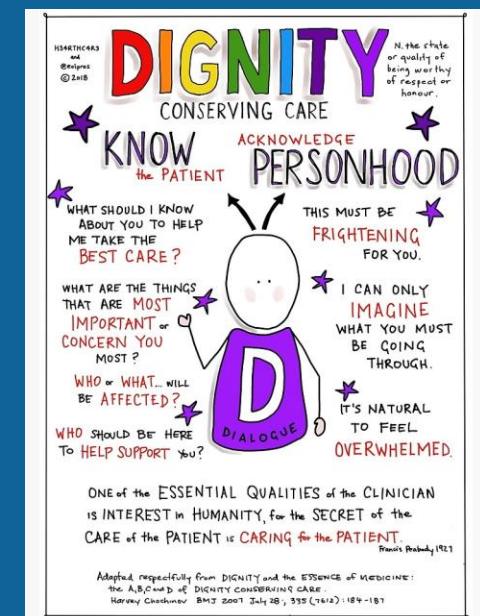 H34RTHC4R3
and
@evipras
© 2018
DIGNITY
N. the state
or quality of
being worthy
of respect or
honour.
CONSERVING CARE
KNOW
the PATIENT
ACKNOWLEDGE
PERSONHOOD
WHAT SHOULD I KNOW
ABOUT YOU TO HELP
ME TAKE THE
BEST CARE?
WHAT ARE THE THINGS
THAT ARE MOST
IMPORTANT or
CONCERN YOU
MOST?
WHO or WHAT... WILL
BE AFFECTED?
WHO SHOULD BE HERE
TO HELP SUPPORT YOU?
THIS MUST BE
FRIGHTENING
FOR YOU.
I CAN ONLY
IMAGINE
WHAT YOU MUST
BE GOING
THROUGH.
IT'S NATURAL
TO FEEL
OVERWHELMED.
D
DIALOGUE
ONE of the ESSENTIAL QUALITIES of the CLINICIAN
IS INTEREST in HUMANITY, for the SECRET of the
CARE of the PATIENT is CARING for the PATIENT.
Francis Peabody 1927
Adapted respectfully from DIGNITY and the ESSENCE of MEDICINE:
the A,B,C and D of DIGNITY CONSERVING CARE.
Harvey Chochinov BMJ 2007 July 28; 335 (7612): 184-187